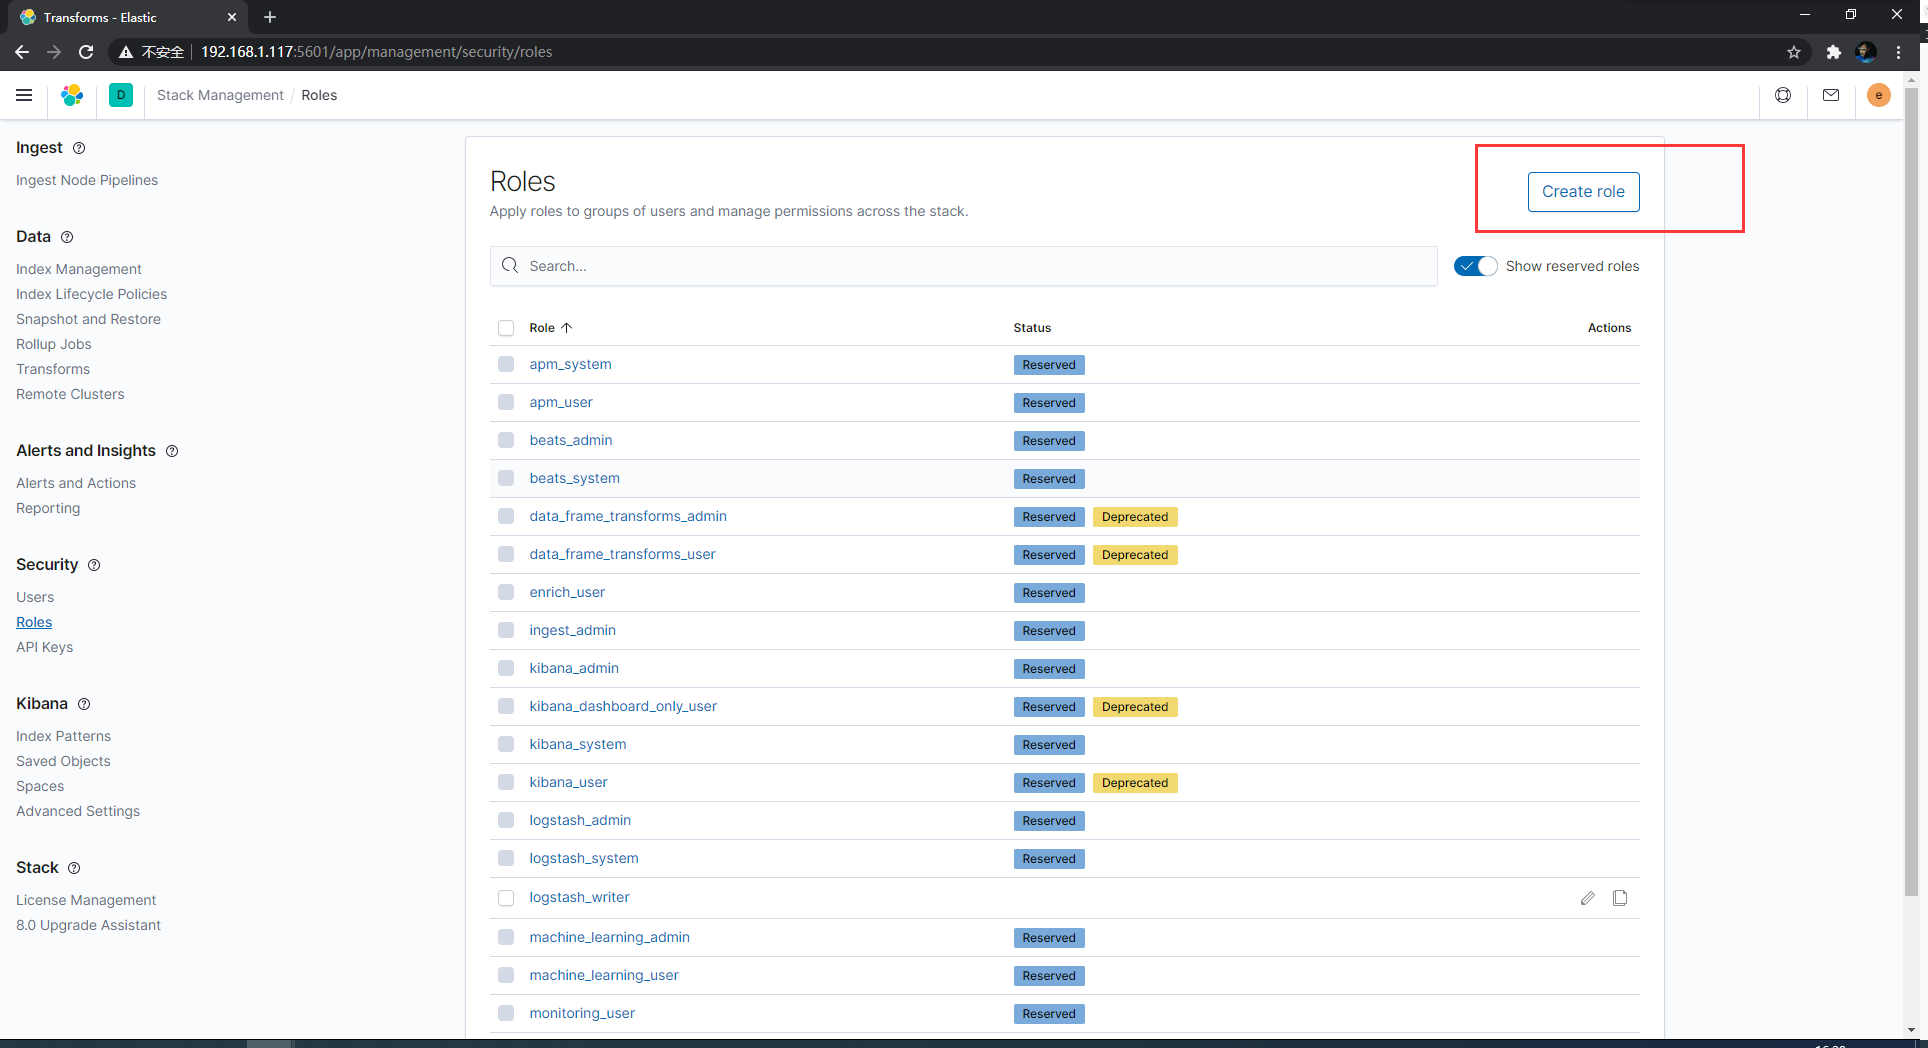 Transforms - Elastic
不安全 192.168.1.117:5601/app/management/security/roles
D Stack Management / Roles e
Ingest
Ingest Node Pipelines
Data
Index Management
Index Lifecycle Policies
Snapshot and Restore
Rollup Jobs
Transforms
Remote Clusters
Alerts and Insights
Alerts and Actions
Reporting
Security
Users
Roles
API Keys
Kibana
Index Patterns
Saved Objects
Spaces
Advanced Settings
Stack
License Management
8.0 Upgrade Assistant
Roles
Create role
Apply roles to groups of users and manage permissions across the stack.
Search...
Show reserved roles
Role Status Actions
apm_system Reserved
apm_user Reserved
beats_admin Reserved
beats_system Reserved
data_frame_transforms_admin Reserved Deprecated
data_frame_transforms_user Reserved Deprecated
enrich_user Reserved
ingest_admin Reserved
kibana_admin Reserved
kibana_dashboard_only_user Reserved Deprecated
kibana_system Reserved
kibana_user Reserved Deprecated
logstash_admin Reserved
logstash_system Reserved
logstash_writer
machine_learning_admin Reserved
machine_learning_user Reserved
monitoring_user Reserved